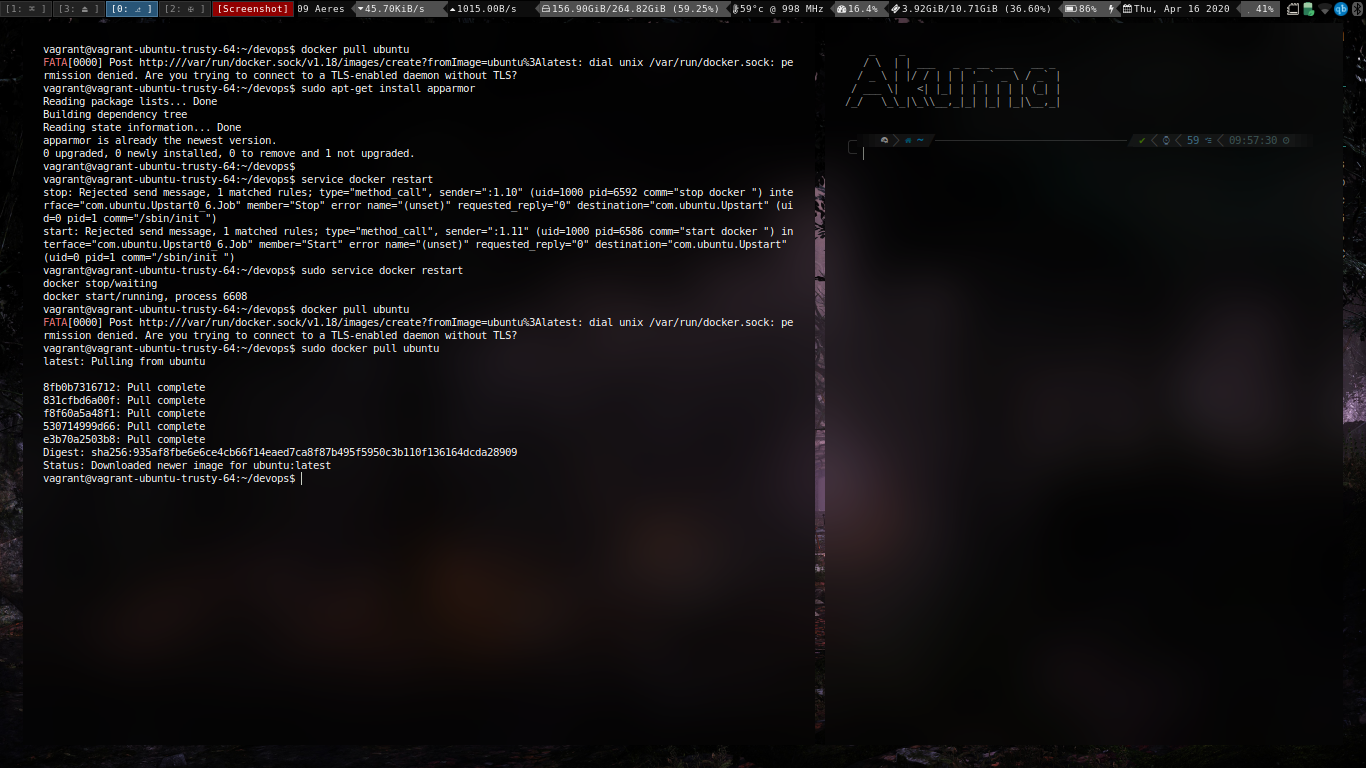 [1: ] [3: ] [0: ] [2: ] [Screenshot] 09 Aeres 45.70KiB/s 1015.00B/s 156.90GiB/264.82GiB (59.25%) 59°c @ 998 MHz 16.4% 3.92GiB/10.71GiB (36.60%) 86% Thu, Apr 16 2020 41% qb
vagrant@vagrant-ubuntu-trusty-64:~/devops$ docker pull ubuntu
FATA[0000] Post http:///var/run/docker.sock/v1.18/images/create?fromImage=ubuntu%3Alatest: dial unix /var/run/docker.sock: pe
rmission denied. Are you trying to connect to a TLS-enabled daemon without TLS?
vagrant@vagrant-ubuntu-trusty-64:~/devops$ sudo apt-get install apparmor
Reading package lists... Done
Building dependency tree
Reading state information... Done
apparmor is already the newest version.
0 upgraded, 0 newly installed, 0 to remove and 1 not upgraded.
vagrant@vagrant-ubuntu-trusty-64:~/devops$
vagrant@vagrant-ubuntu-trusty-64:~/devops$ service docker restart
stop: Rejected send message, 1 matched rules; type="method_call", sender=":1.10" (uid=1000 pid=6592 comm="stop docker ") inte
rface="com.ubuntu.Upstart0_6.Job" member="Stop" error name="(unset)" requested_reply="0" destination="com.ubuntu.Upstart" (ui
d=0 pid=1 comm="/sbin/init ")
start: Rejected send message, 1 matched rules; type="method_call", sender=":1.11" (uid=1000 pid=6586 comm="start docker ") in
terface="com.ubuntu.Upstart0_6.Job" member="Start" error name="(unset)" requested_reply="0" destination="com.ubuntu.Upstart"
(uid=0 pid=1 comm="/sbin/init ")
vagrant@vagrant-ubuntu-trusty-64:~/devops$ sudo service docker restart
docker stop/waiting
docker start/running, process 6608
vagrant@vagrant-ubuntu-trusty-64:~/devops$ docker pull ubuntu
FATA[0000] Post http:///var/run/docker.sock/v1.18/images/create?fromImage=ubuntu%3Alatest: dial unix /var/run/docker.sock: pe
rmission denied. Are you trying to connect to a TLS-enabled daemon without TLS?
vagrant@vagrant-ubuntu-trusty-64:~/devops$ sudo docker pull ubuntu
latest: Pulling from ubuntu
8fb0b7316712: Pull complete
831cfbd6a00f: Pull complete
f8f60a5a48f1: Pull complete
530714999d66: Pull complete
e3b70a2503b8: Pull complete
Digest: sha256:935af8fbe6e6ce4cb66f14eaed7ca8f87b495f5950c3b110f136164dcda28909
Status: Downloaded newer image for ubuntu:latest
vagrant@vagrant-ubuntu-trusty-64:~/devops$
Akuma
~ ✔ 59 09:57:30